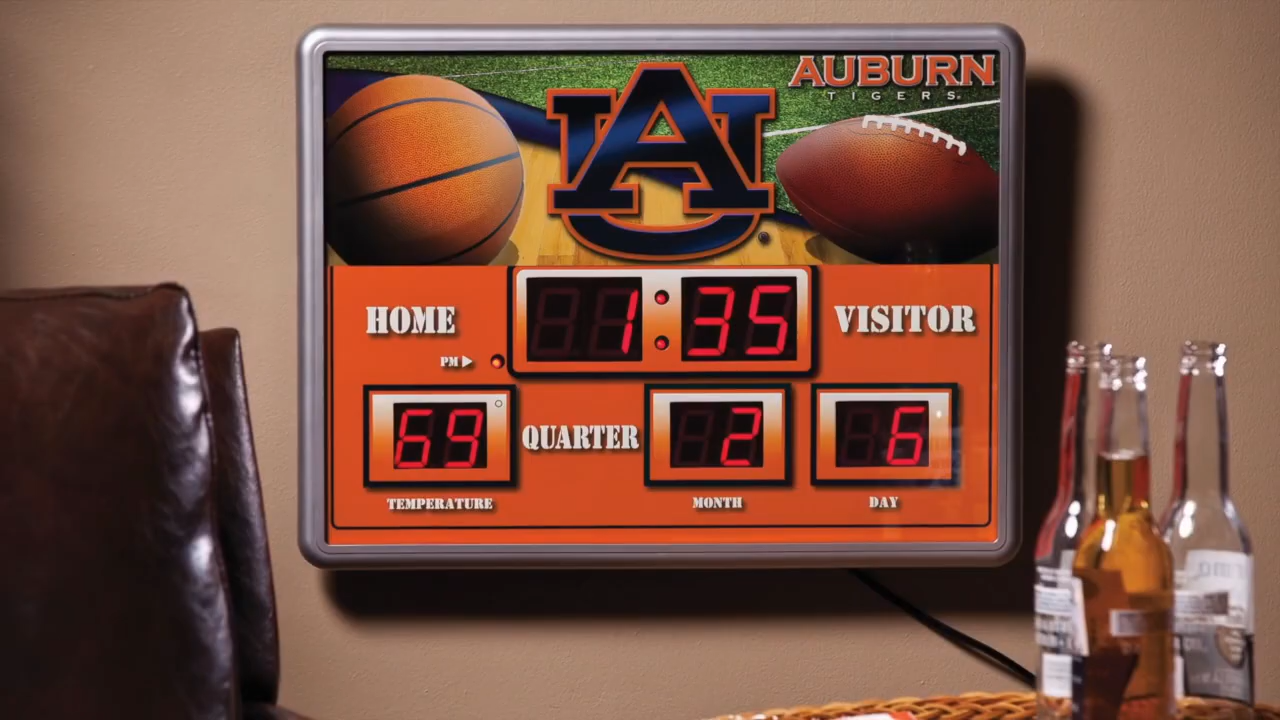 AUBURN
TIGERS
AU
1:35
HOME
VISITOR
PM
69°
QUARTER
2
6
TEMPERATURE
MONTH
DAY